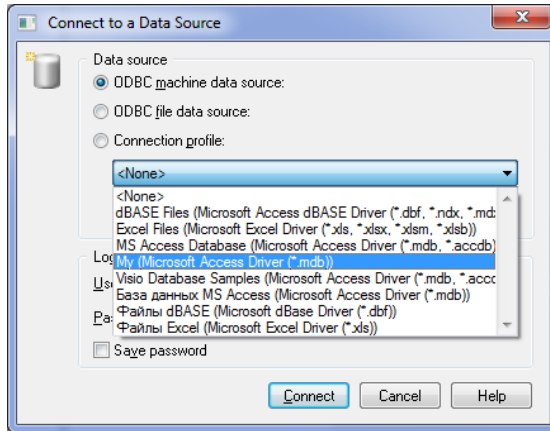 Connect to a Data Source
Data source
ODBC machine data source:
ODBC file data source:
Connection profile:
<None>
<None>
dBASE Files (Microsoft Access dBASE Driver (*.dbf, *.ndx, *.md
Excel Files (Microsoft Excel Driver (*.xls, *.xlsx, *.xlsm, *.xlsb))
MS Access Database (Microsoft Access Driver (*.mdb, *.accdb)
My (Microsoft Access Driver (*.mdb))
Visio Database Samples (Microsoft Access Driver (*.mdb, *.accd
База данных MS Access (Microsoft Access Driver (*.mdb))
Файлы dBASE (Microsoft dBase Driver (*.dbf))
Файлы Excel (Microsoft Excel Driver (*.xls))
Save password
Connect Cancel Help